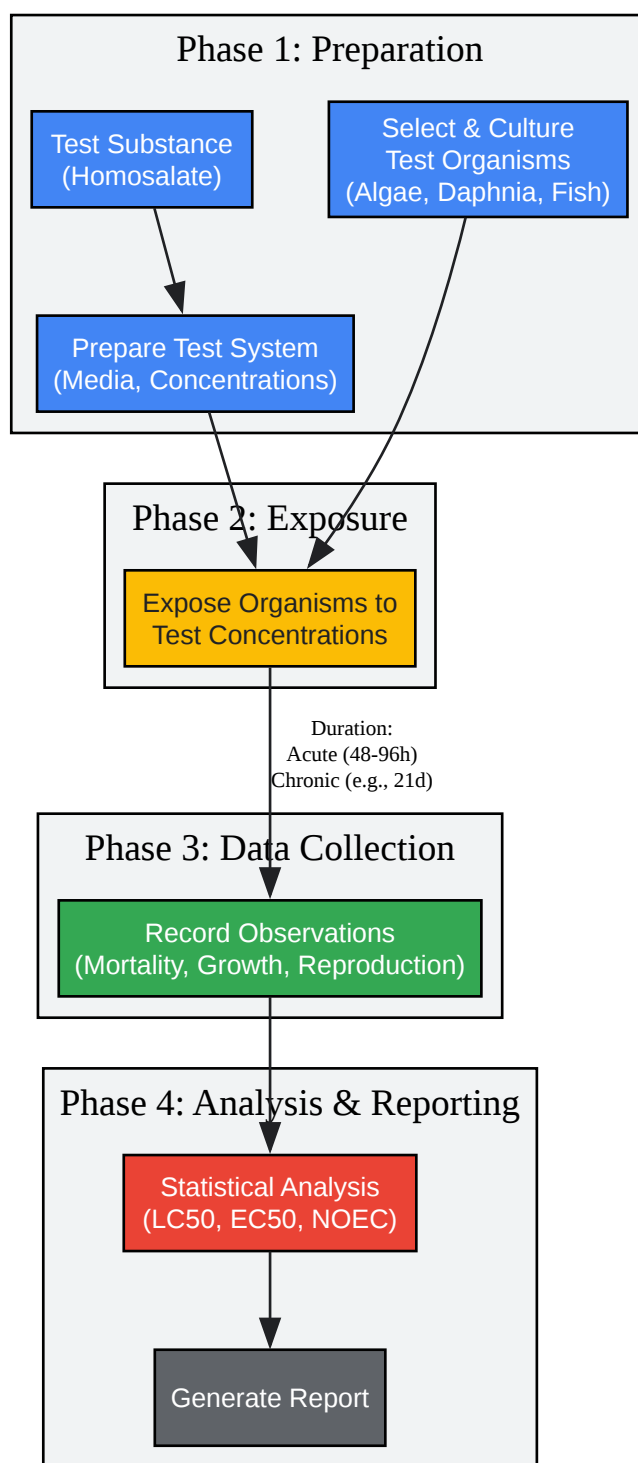 Phase 1: Preparation
Test Substance
(Homosalate)
Select & Culture
Test Organisms
(Algae, Daphnia, Fish)
Prepare Test System
(Media, Concentrations)
Phase 2: Exposure
Expose Organisms to
Test Concentrations
Duration:
Acute (48-96h)
Chronic (e.g., 21d)
Phase 3: Data Collection
Record Observations
(Mortality, Growth, Reproduction)
Phase 4: Analysis & Reporting
Statistical Analysis
(LC50, EC50, NOEC)
Generate Report